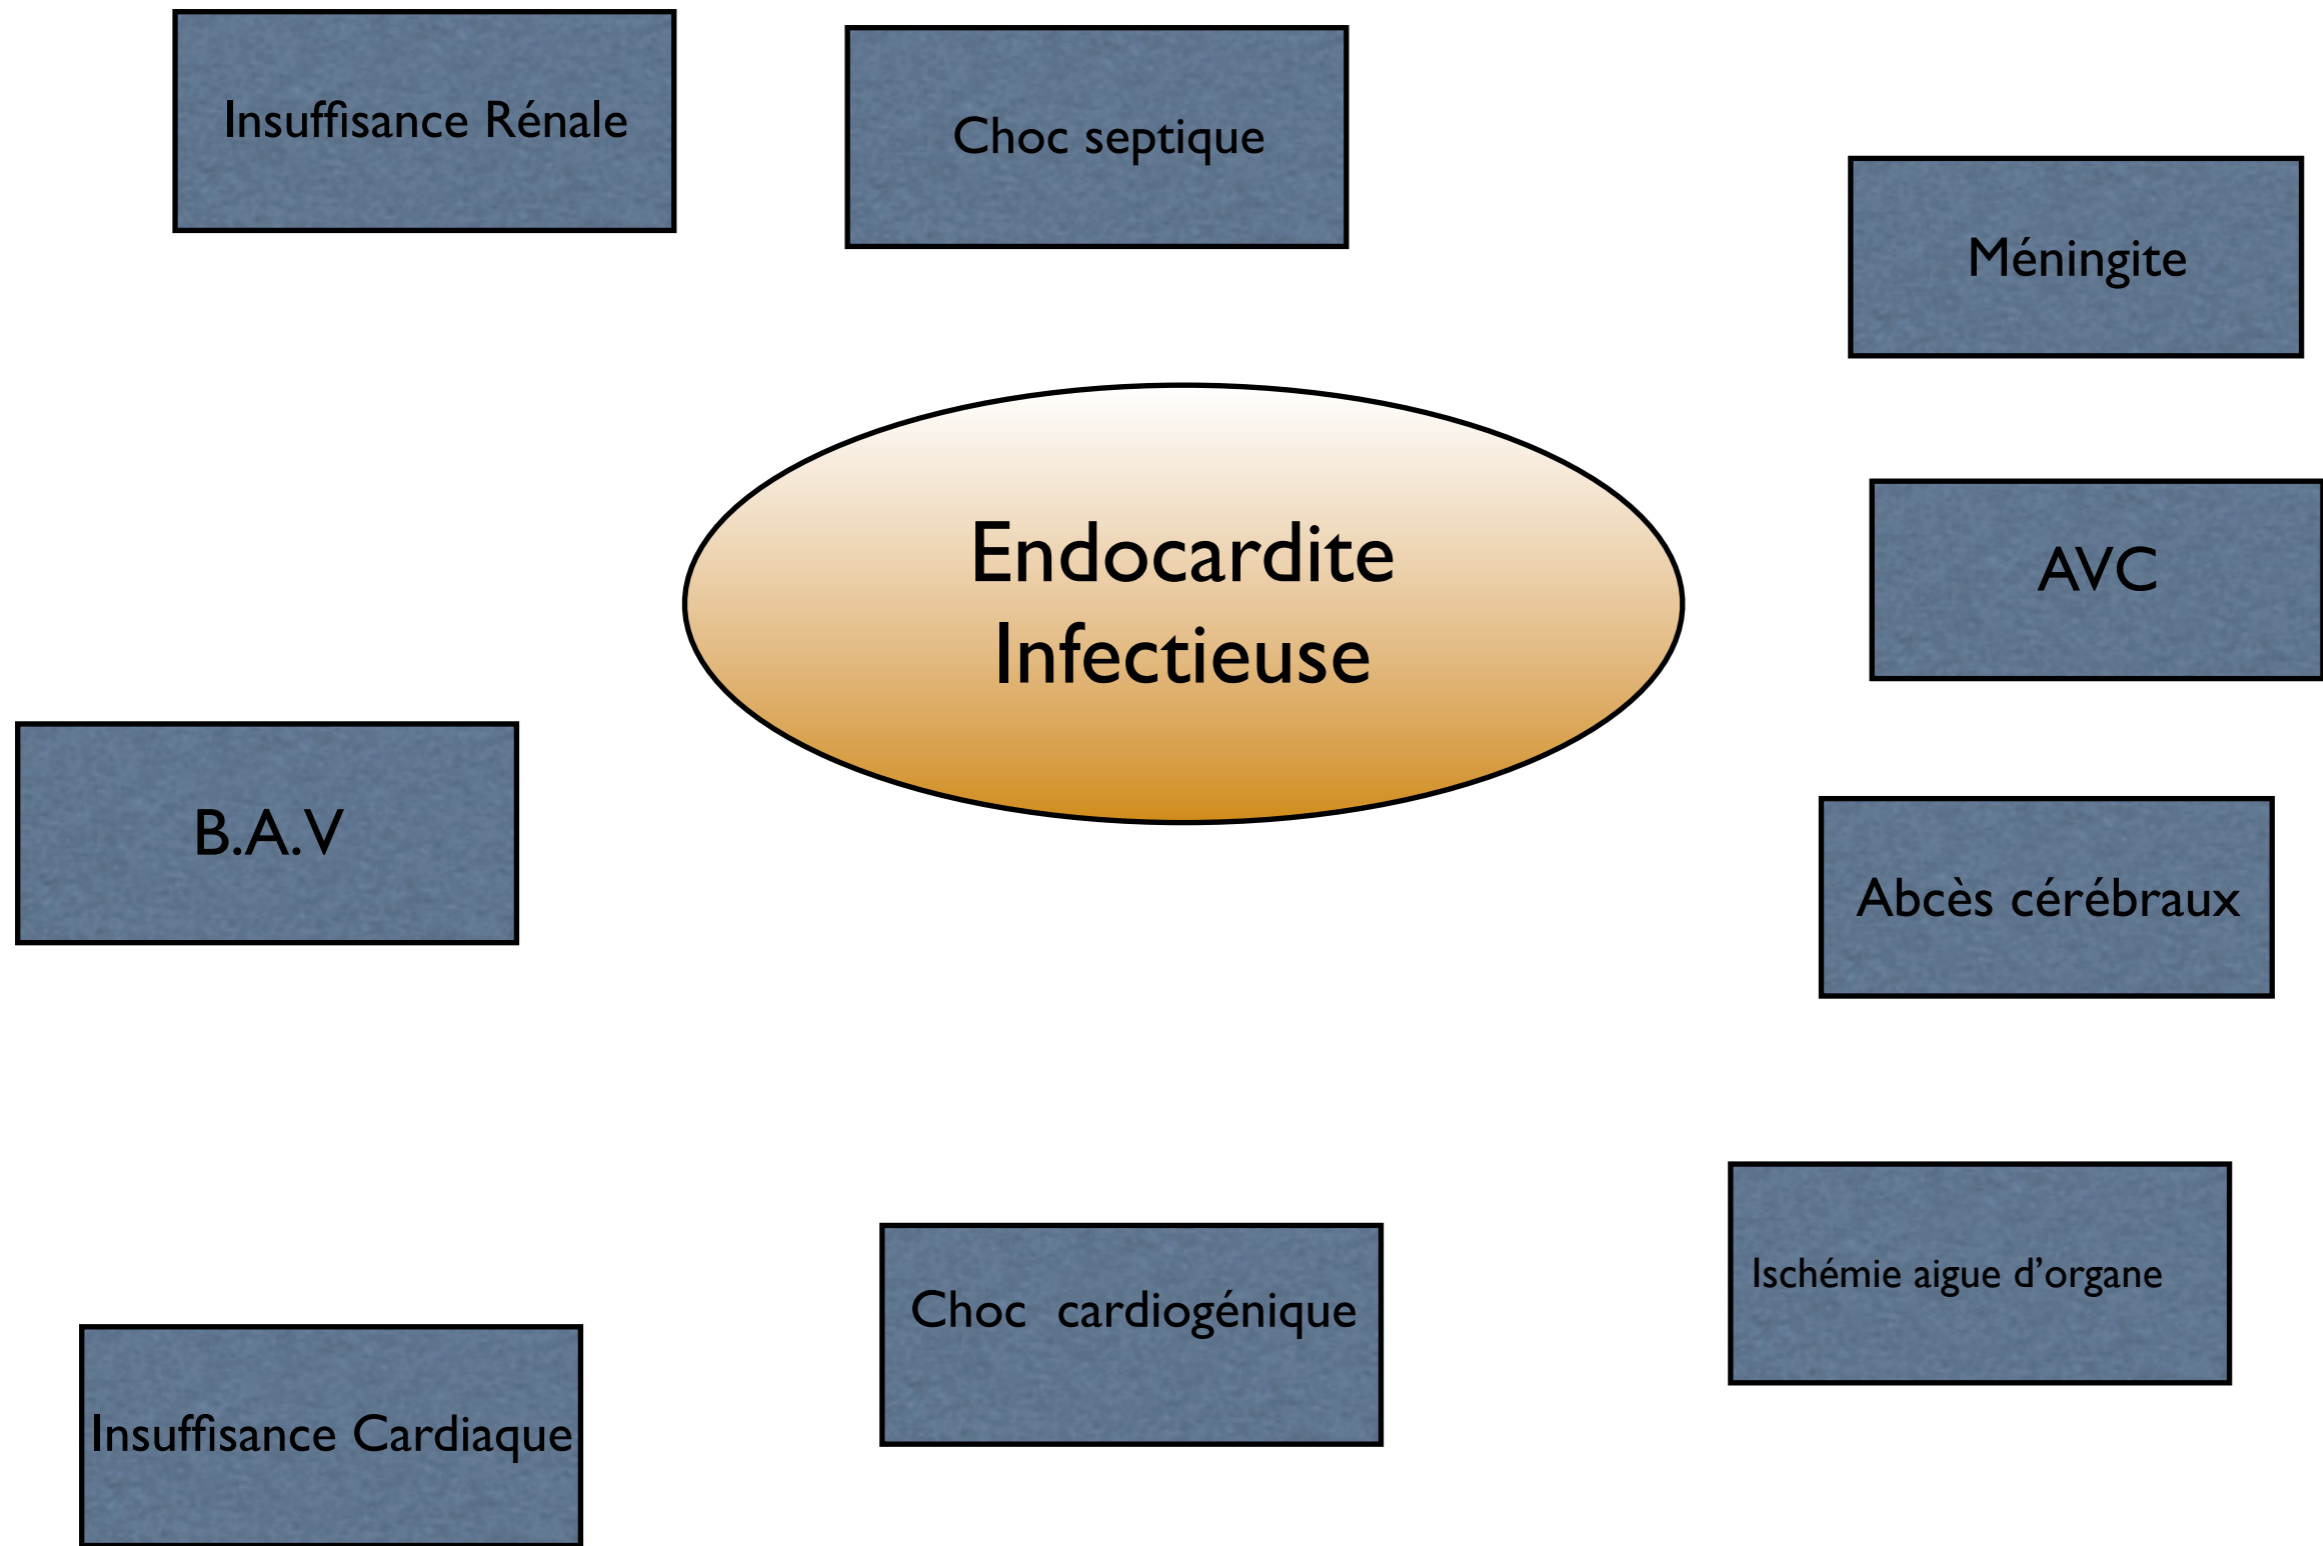 Insuffisance Rénale
Choc septique
Méningite
Endocardite
Infectieuse
AVC
B.A.V
Abcès cérébraux
Ischémie aigue d’organe
Choc  cardiogénique
Insuffisance Cardiaque